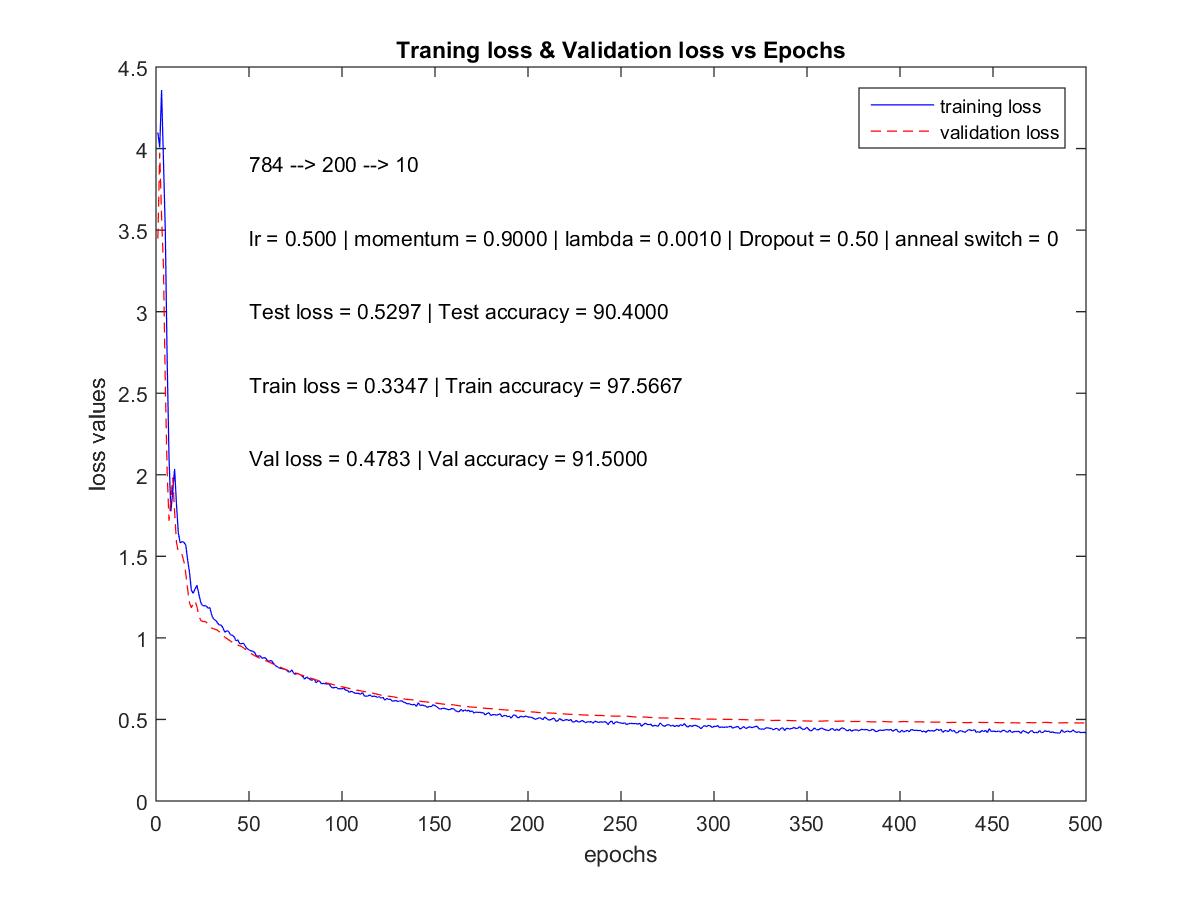 Traning loss & Validation loss vs Epochs
training loss
validation loss
784 --> 200 --> 10
lr = 0.500 | momentum = 0.9000 | lambda = 0.0010 | Dropout = 0.50 | anneal switch = 0
Test loss = 0.5297 | Test accuracy = 90.4000
Train loss = 0.3347 | Train accuracy = 97.5667
Val loss = 0.4783 | Val accuracy = 91.5000
loss values
4.5
4
3.5
3
2.5
2
1.5
1
0.5
0
0 50 100 150 200 250 300 350 400 450 500
epochs